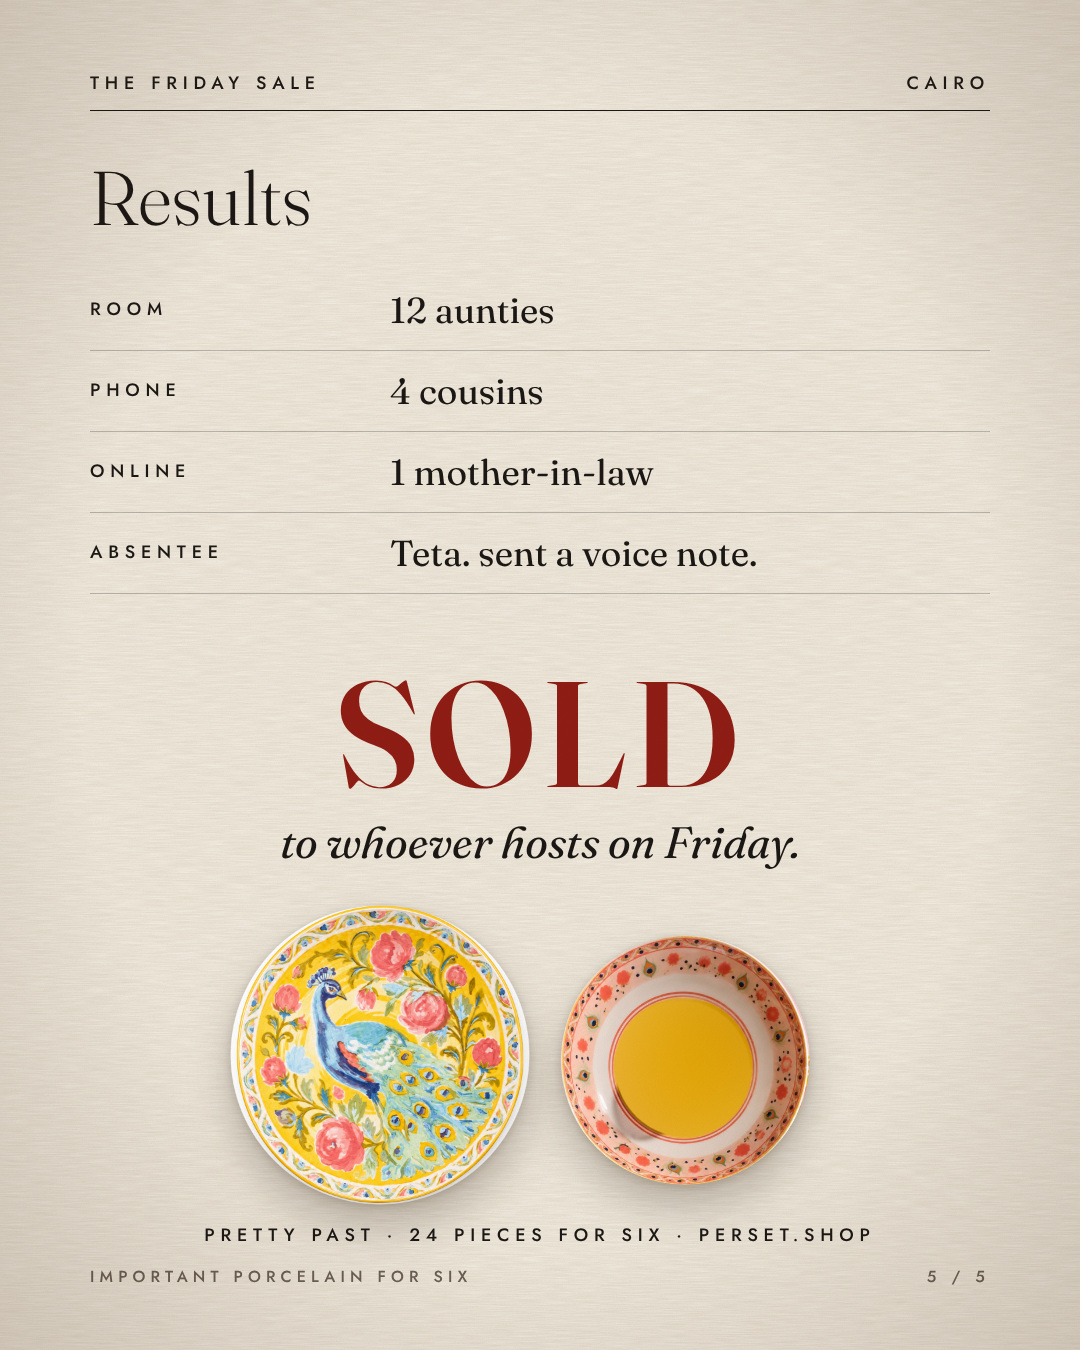 THE FRIDAY SALE CAIRO
Results
ROOM 12 aunties
PHONE 4 cousins
ONLINE 1 mother-in-law
ABSENTEE Teta. sent a voice note.
SOLD
to whoever hosts on Friday.
PRETTY PAST · 24 PIECES FOR SIX · PERSET.SHOP
IMPORTANT PORCELAIN FOR SIX 5 / 5